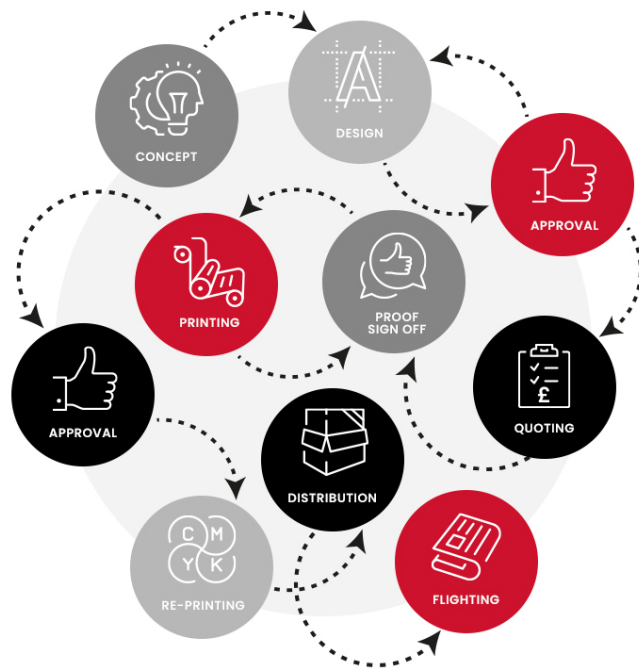 CONCEPT
A
DESIGN
APPROVAL
PRINTING
PROOF
SIGN OFF
£
QUOTING
APPROVAL
DISTRIBUTION
C M
Y K
RE-PRINTING
FLIGHTING